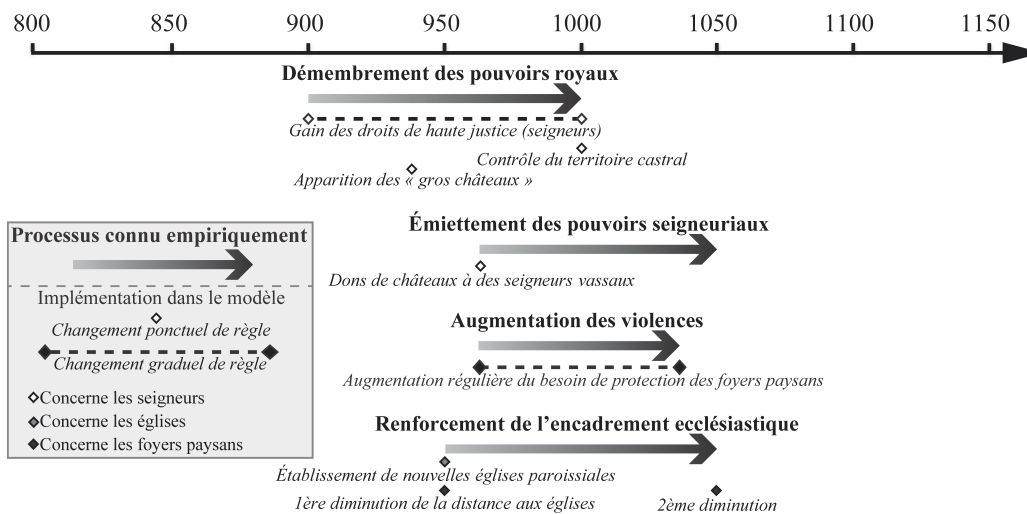 800 850 900 950 1000 1050 1100 1150
Démembrement des pouvoirs royaux
Gain des droits de haute justice (seigneurs)
Contrôle du territoire castral
Apparition des « gros châteaux »
Émiettement des pouvoirs seigneuriaux
Dons de châteaux à des seigneurs vassaux
Augmentation des violences
Augmentation régulière du besoin de protection des foyers paysans
Renforcement de l’encadrement ecclésiastique
Établissement de nouvelles églises paroissiales
1ère diminution de la distance aux églises
2ème diminution
Processus connu empiriquement
Implémentation dans le modèle
Changement ponctuel de règle
Changement graduel de règle
Concerne les seigneurs
Concerne les églises
Concerne les foyers paysans